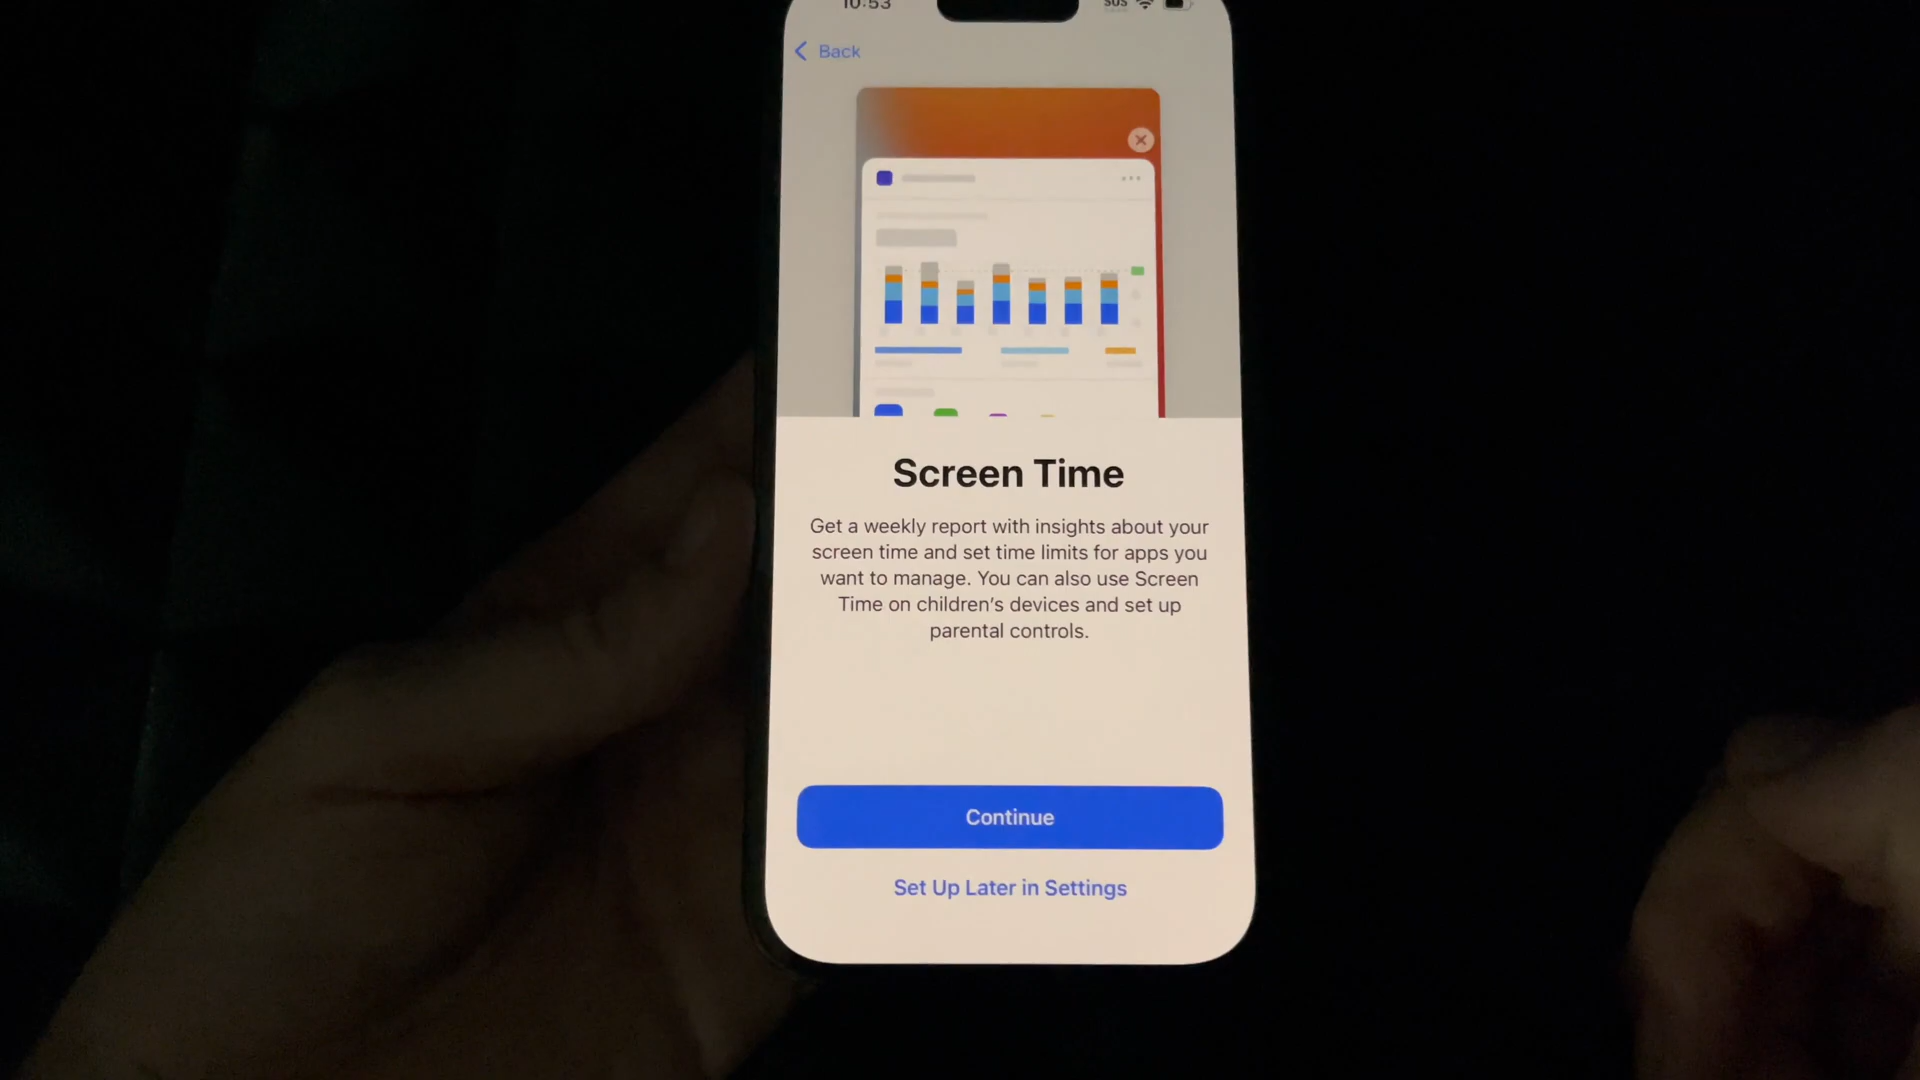 10:53
SOS
Back
Screen Time
Get a weekly report with insights about your
screen time and set time limits for apps you
want to manage. You can also use Screen
Time on children's devices and set up
parental controls.
Continue
Set Up Later in Settings